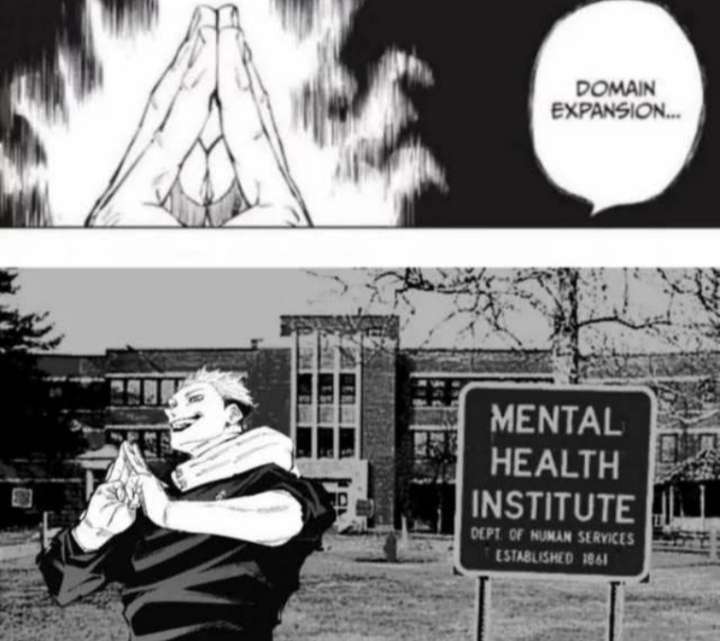 DOMAIN
EXPANSION...
MENTAL
HEALTH
INSTITUTE
DEPT. OF HUMAN SERVICES
ESTABLISHED 1861